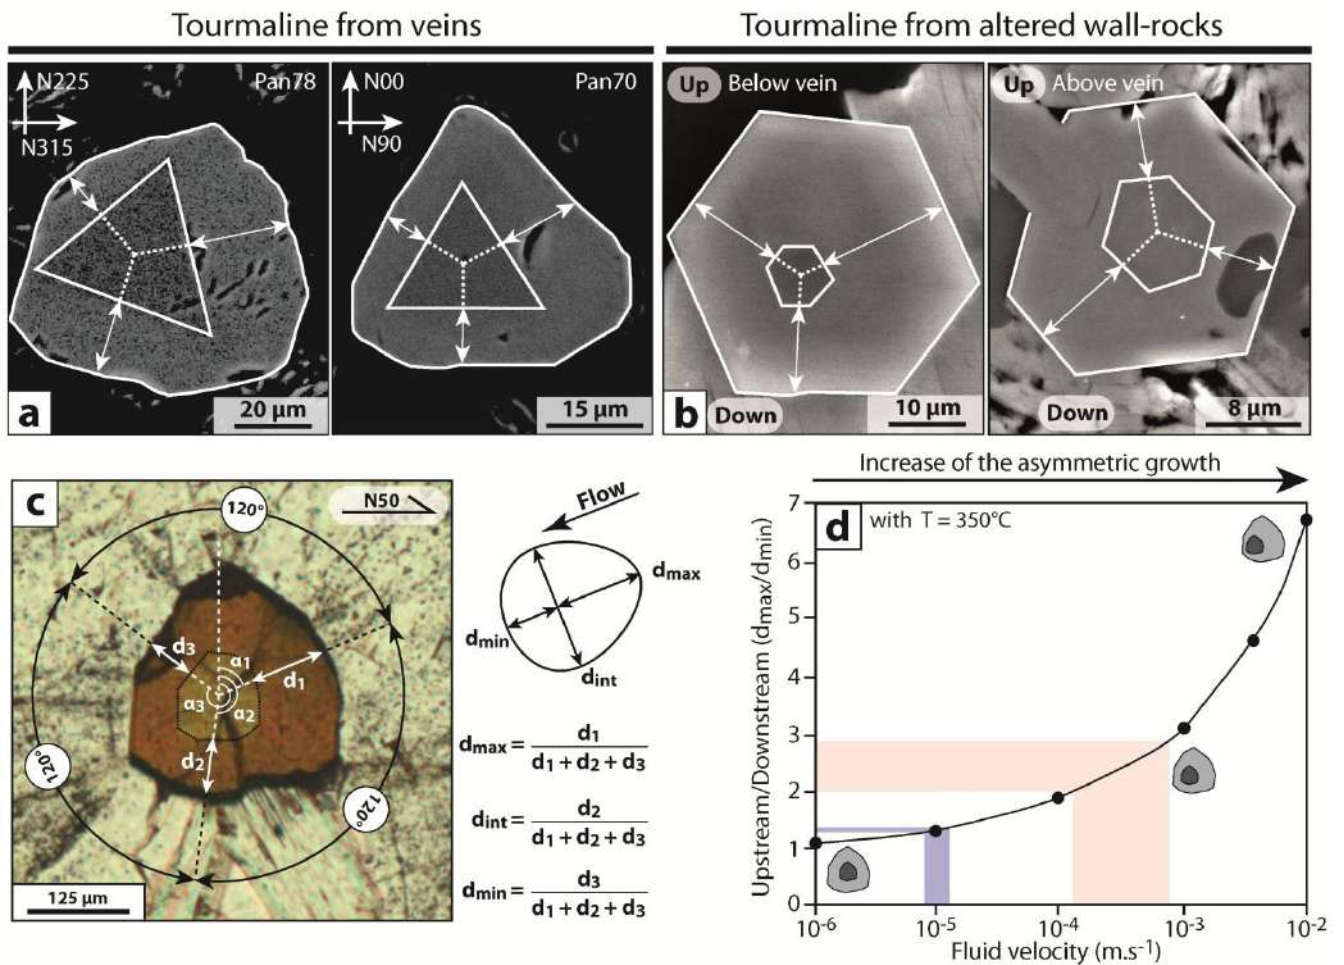 Tourmaline from veins
Tourmaline from altered wall-rocks
N225
Pan78
N315
a
20 µm
N00
Pan70
N90
15 µm
Up Below vein
b
Down
10 µm
Up Above vein
Down
8 µm
c
120°
N50
d3
α1
d1
α3
α2
d2
120°
120°
125 µm
Flow
dmax
dmin
dint
dmax = d1 / d1 + d2 + d3
dint = d2 / d1 + d2 + d3
dmin = d3 / d1 + d2 + d3
Increase of the asymmetric growth
d
with T = 350°C
Upstream/Downstream (dmax/dmin)
7
6
5
4
3
2
1
0
10⁻⁶ 10⁻⁵ 10⁻⁴ 10⁻³ 10⁻²
Fluid velocity (m.s⁻¹)